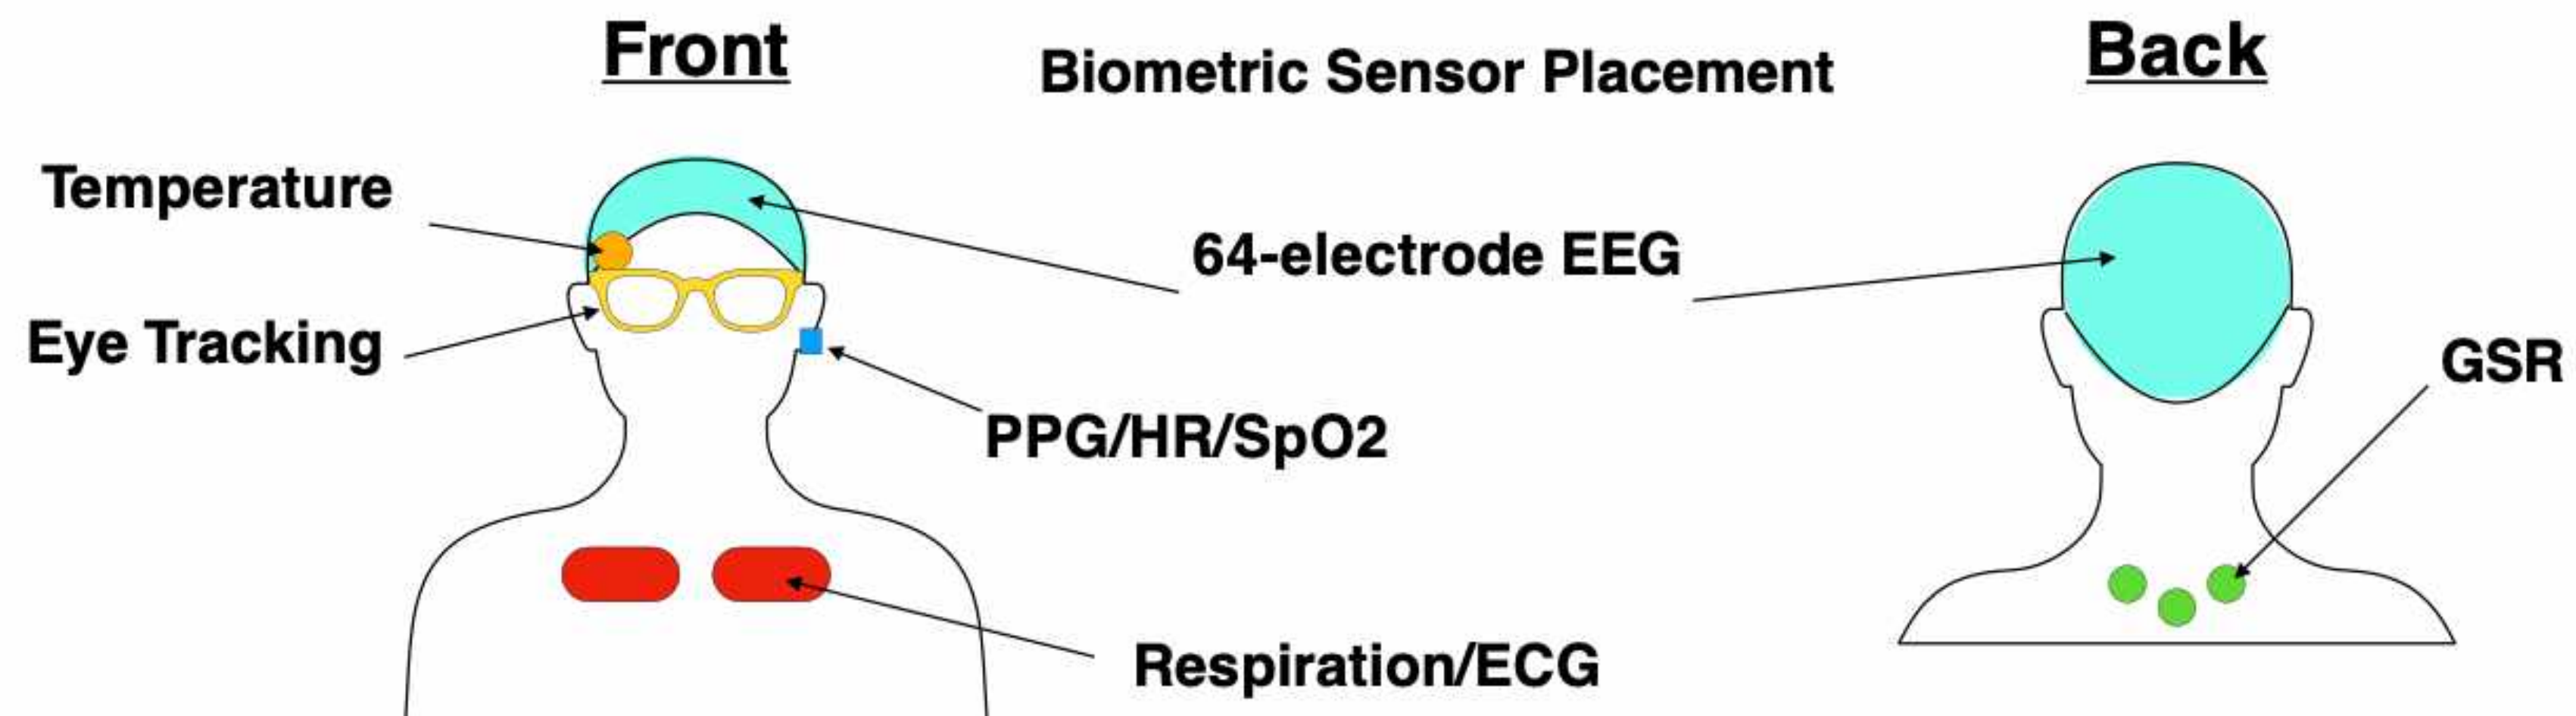 Front
Biometric Sensor Placement
Back
Temperature
64-electrode EEG
Eye Tracking
GSR
PPG/HR/SpO2
Respiration/ECG